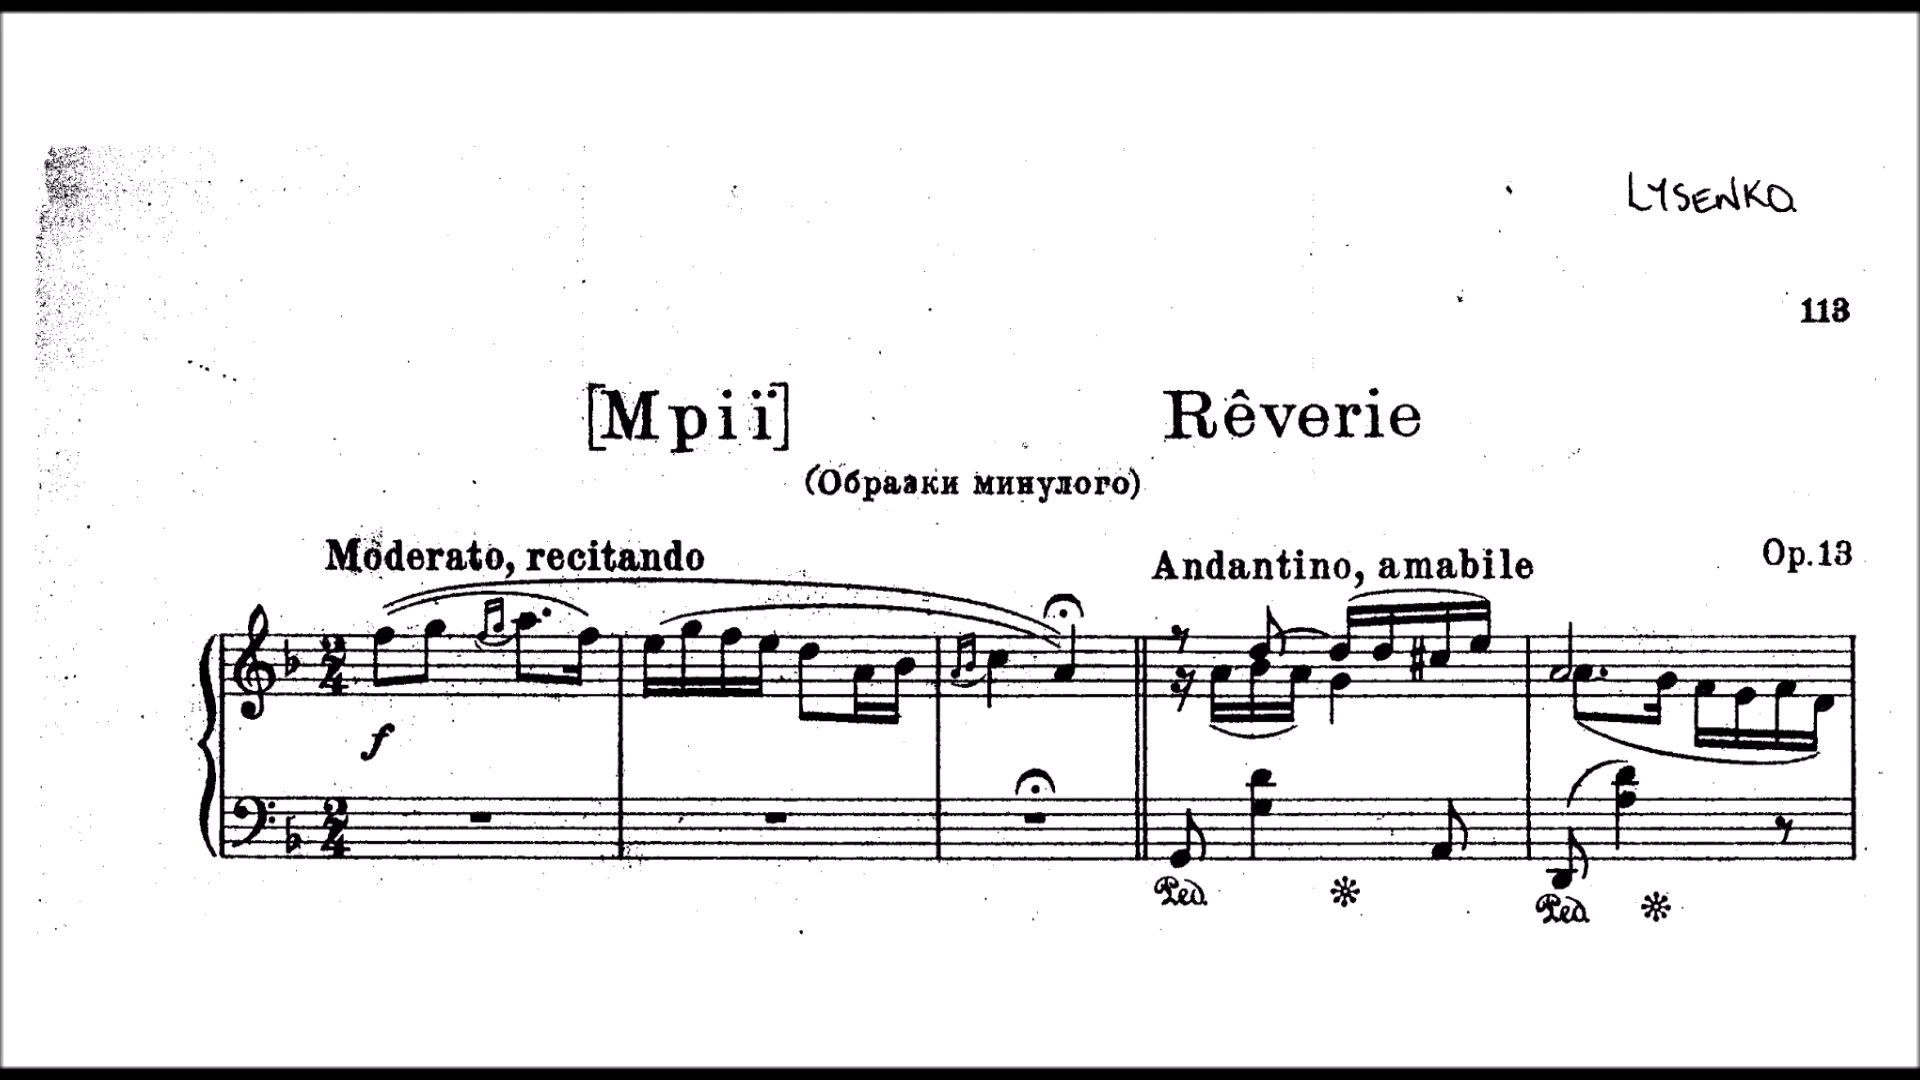 LYSENKO.
113
[Мрії] Rêverie
(Образки минулого)
Moderato, recitando Andantino, amabile Op.13
f
Ped. Ped.